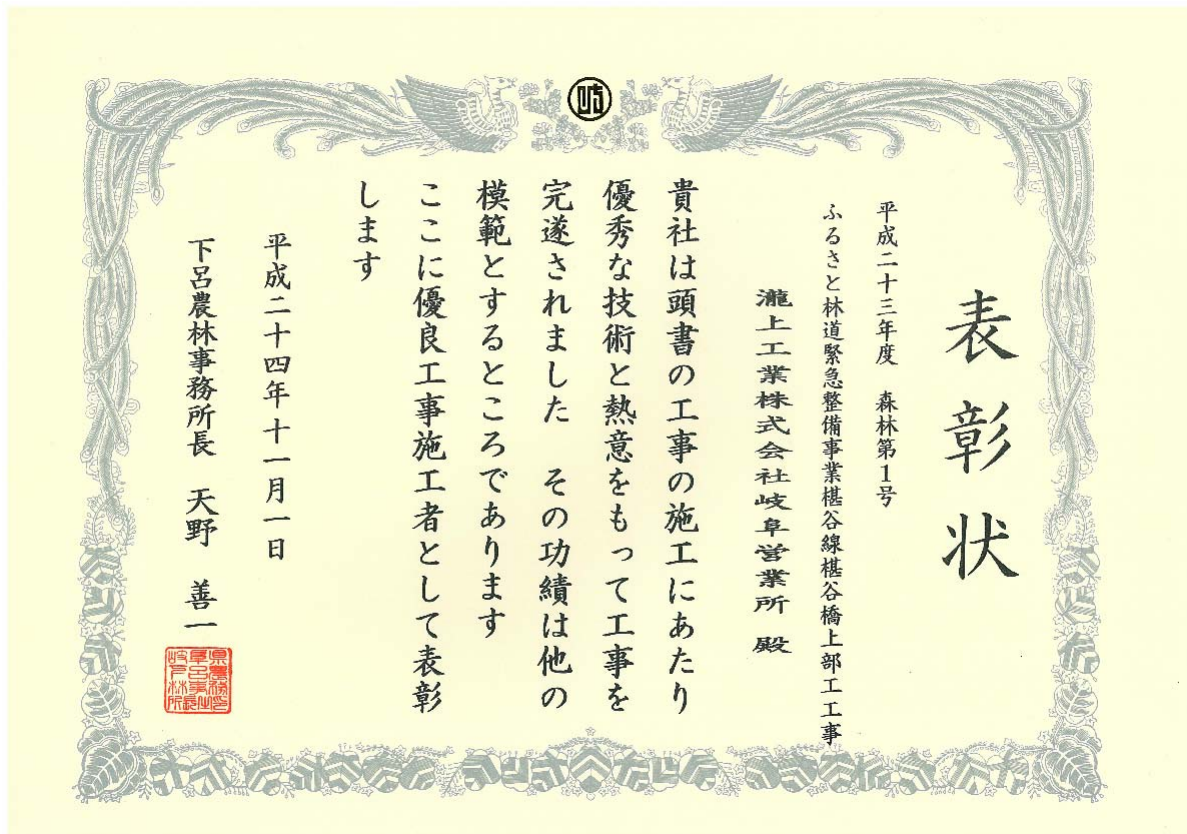 岐
表彰状
平成二十三年度 森林第1号
ふるさと林道緊急整備事業椹谷線椹谷橋上部工工事
瀧上工業株式会社岐阜営業所 殿
貴社は頭書の工事の施工にあたり
優秀な技術と熱意をもって工事を
完遂されました その功績は他の
模範とするところであります
ここに優良工事施工者として表彰
します
平成二十四年十一月一日
下呂農林事務所長 天野 善一